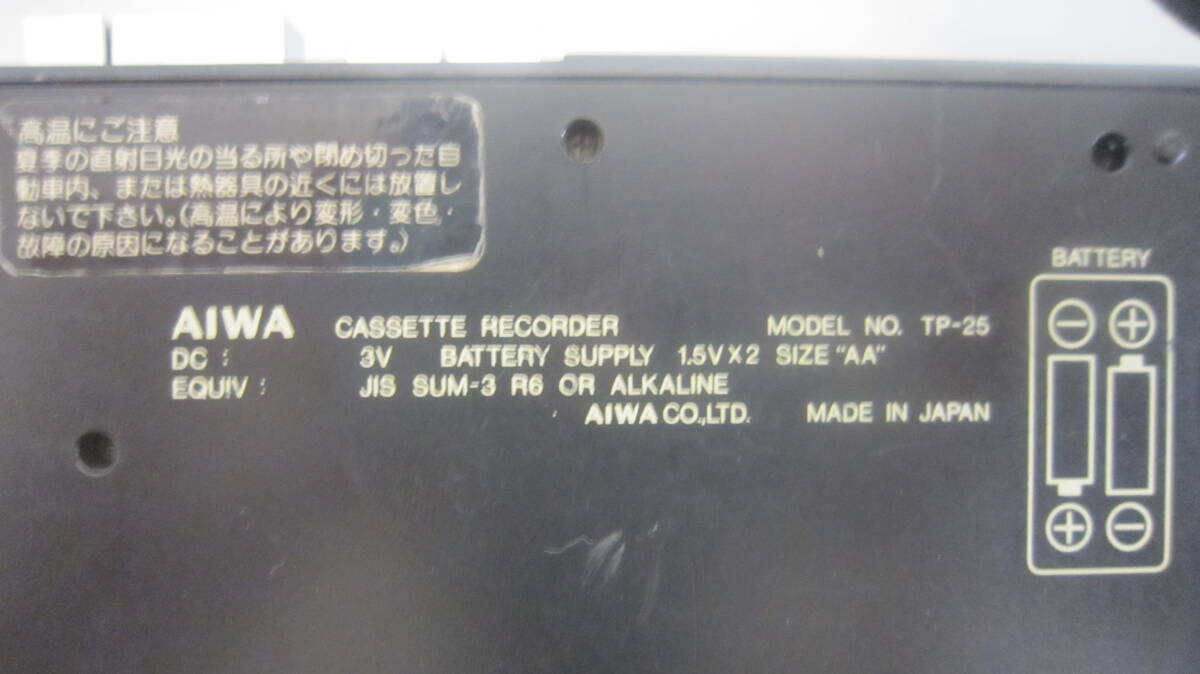 高温にご注意
夏季の直射日光の当る所や閉め切った自
動車内、または熱器具の近くには放置し
ないで下さい。(高温により変形・変色・
故障の原因になることがあります。)
BATTERY
AIWA CASSETTE RECORDER MODEL NO. TP-25
DC : 3V BATTERY SUPPLY 1.5V X 2 SIZE "AA"
EQUIV : JIS SUM-3 R6 OR ALKALINE
AIWA CO.,LTD. MADE IN JAPAN